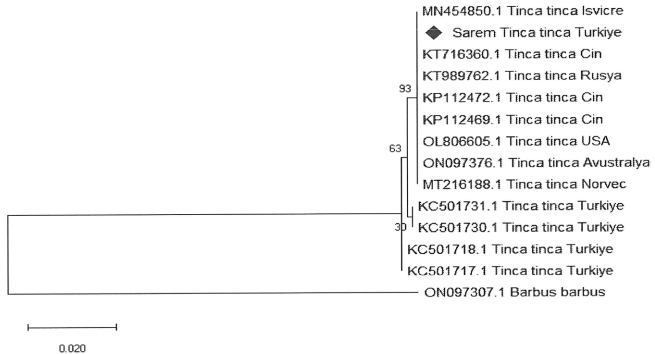 MN454850.1 Tinca tinca Isvicre
Sarem Tinca tinca Turkiye
KT716360.1 Tinca tinca Cin
KT989762.1 Tinca tinca Rusya
93
KP112472.1 Tinca tinca Cin
KP112469.1 Tinca tinca Cin
OL806605.1 Tinca tinca USA
63
ON097376.1 Tinca tinca Avustralya
MT216188.1 Tinca tinca Norvec
KC501731.1 Tinca tinca Turkiye
30
KC501730.1 Tinca tinca Turkiye
KC501718.1 Tinca tinca Turkiye
KC501717.1 Tinca tinca Turkiye
ON097307.1 Barbus barbus
0.020